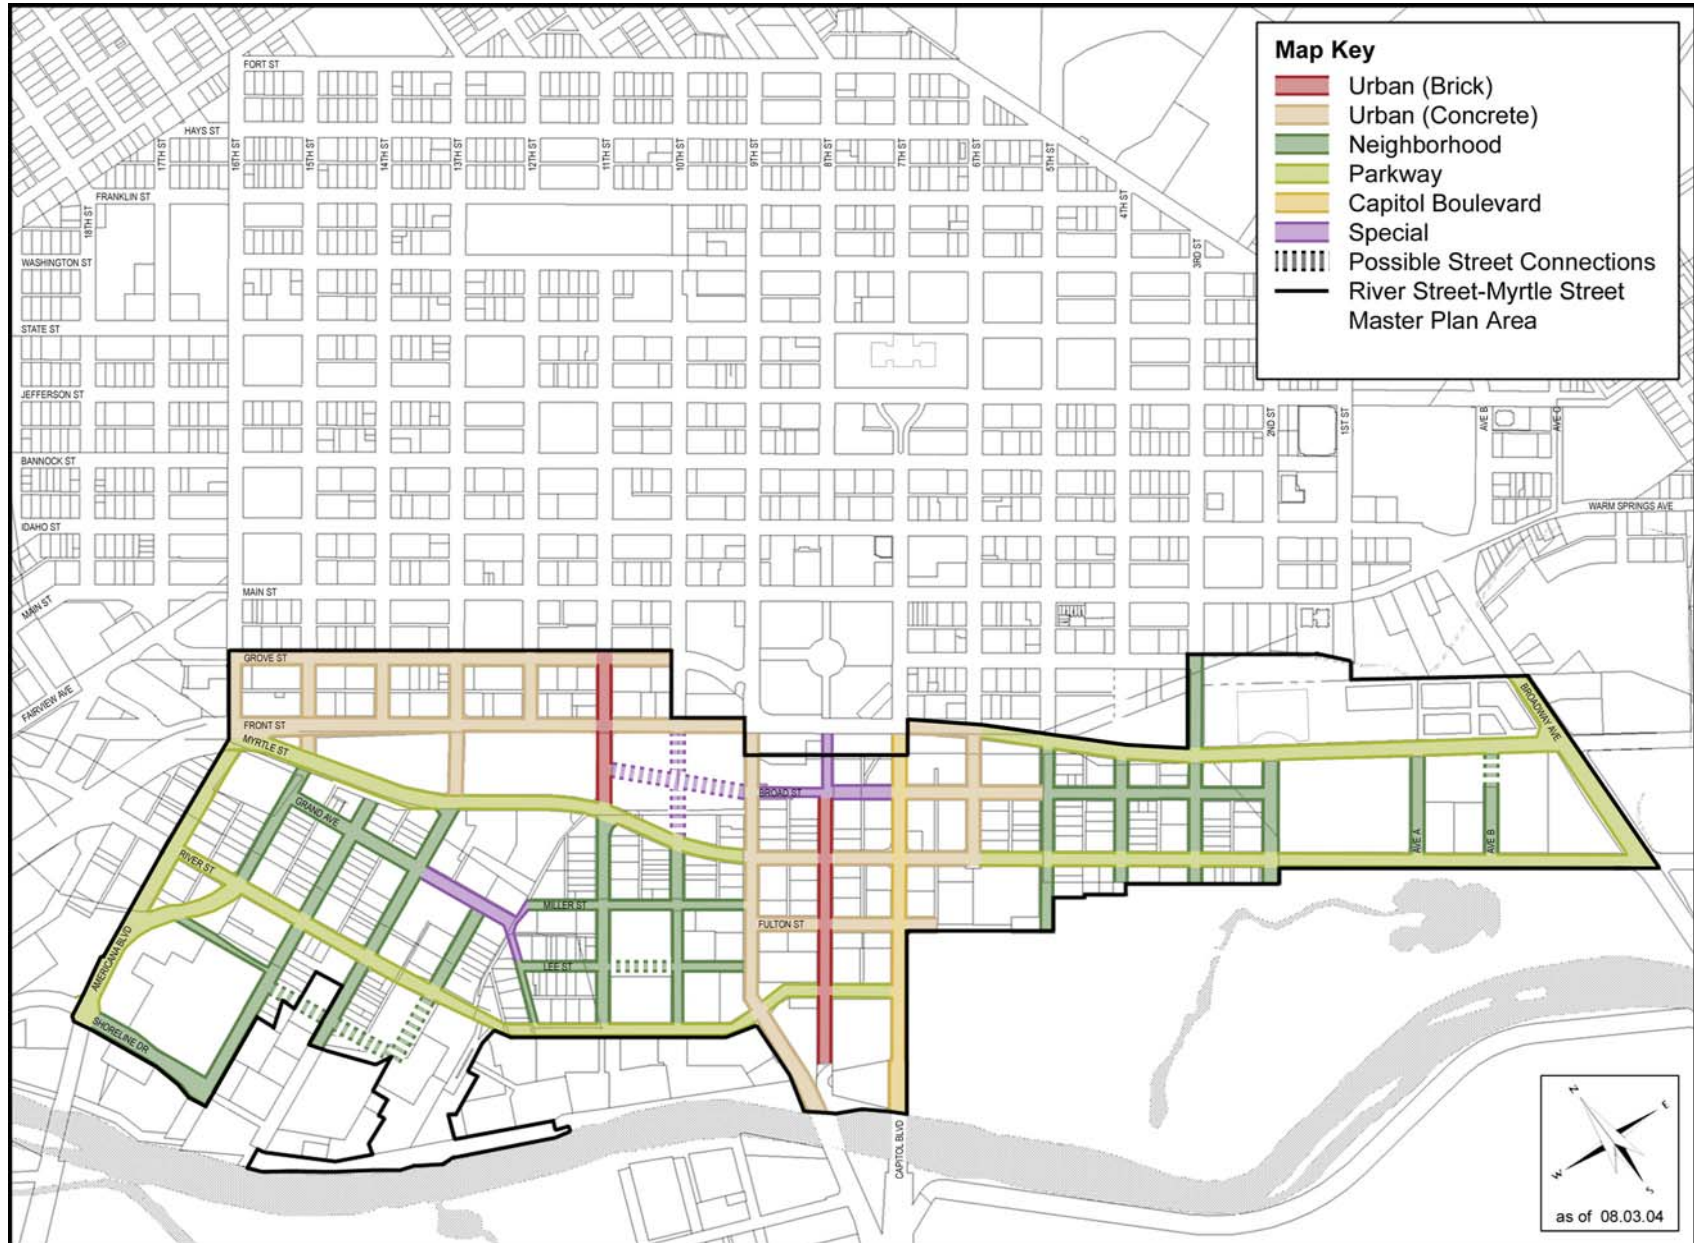 Map Key
Urban (Brick)
Urban (Concrete)
Neighborhood
Parkway
Capitol Boulevard
Special
Possible Street Connections
River Street-Myrtle Street
Master Plan Area
FORT ST
HAYS ST
17TH ST
16TH ST
15TH ST
14TH ST
13TH ST
12TH ST
11TH ST
10TH ST
9TH ST
8TH ST
7TH ST
6TH ST
5TH ST
FRANKLIN ST
18TH ST
4TH ST
3RD ST
WASHINGTON ST
STATE ST
JEFFERSON ST
2ND ST
1ST ST
AVE B
AVE C
BANNOCK ST
IDAHO ST
WARM SPRINGS AVE
MAIN ST
MAIN ST
GROVE ST
FAIRVIEW AVE
FRONT ST
MYRTLE ST
BROADWAY AVE
BROAD ST
GRAND AVE
RIVER ST
AVE A
AVE B
MILLER ST
FULTON ST
AMERICANA BLVD
LEE ST
SHORELINE DR
CAPITOL BLVD
N
E
W
S
as of 08.03.04